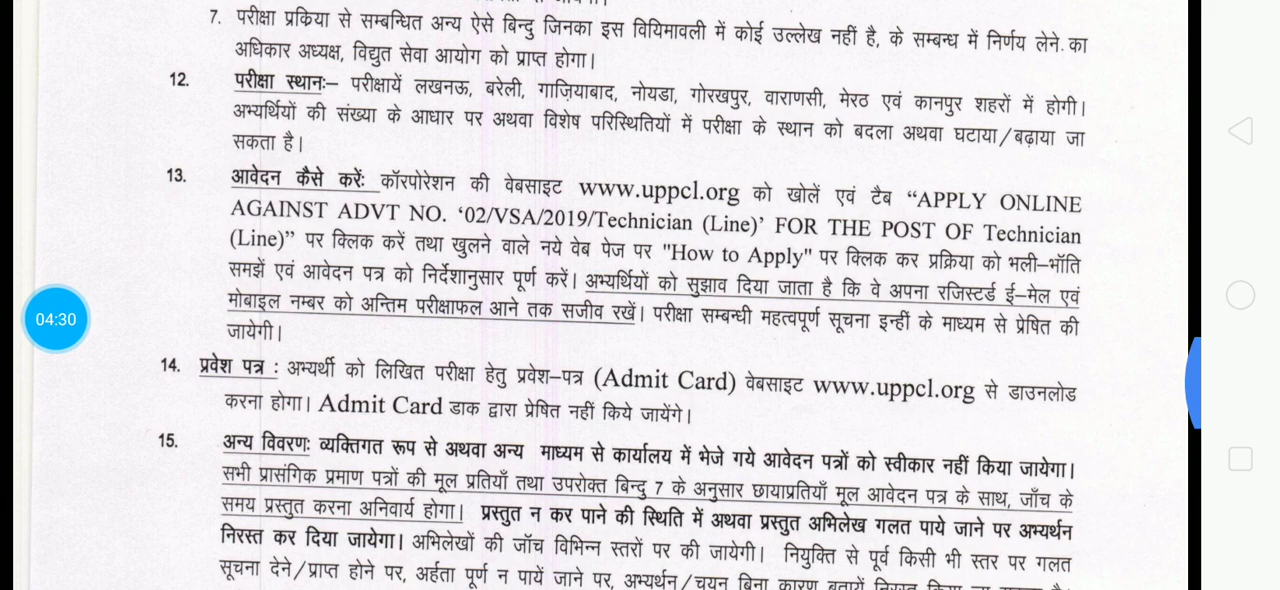 7. परीक्षा प्रकिया से सम्बन्धित अन्य ऐसे बिन्दु जिनका इस वियिमावली में कोई उल्लेख नहीं है, के सम्बन्ध में निर्णय लेने का
अधिकार अध्यक्ष, विद्युत सेवा आयोग को प्राप्त होगा।
12. परीक्षा स्थानः– परीक्षायें लखनऊ, बरेली, गाज़ियाबाद, नोयडा, गोरखपुर, वाराणसी, मेरठ एवं कानपुर शहरों में होगी।
अभ्यर्थियों की संख्या के आधार पर अथवा विशेष परिस्थितियों में परीक्षा के स्थान को बदला अथवा घटाया/बढ़ाया जा
सकता है।
13. आवेदन कैसे करेंः कॉरपोरेशन की वेबसाइट www.uppcl.org को खोलें एवं टैब “APPLY ONLINE
AGAINST ADVT NO. ‘02/VSA/2019/Technician (Line)’ FOR THE POST OF Technician
(Line)” पर क्लिक करें तथा खुलने वाले नये वेब पेज पर "How to Apply" पर क्लिक कर प्रक्रिया को भली–भॉति
समझें एवं आवेदन पत्र को निर्देशानुसार पूर्ण करें। अभ्यर्थियों को सुझाव दिया जाता है कि वे अपना रजिस्टर्ड ई–मेल एवं
04:30 मोबाइल नम्बर को अन्तिम परीक्षाफल आने तक सजीव रखें। परीक्षा सम्बन्धी महत्वपूर्ण सूचना इन्हीं के माध्यम से प्रेषित की
जायेगी।
14. प्रवेश पत्र : अभ्यर्थी को लिखित परीक्षा हेतु प्रवेश–पत्र (Admit Card) वेबसाइट www.uppcl.org से डाउनलोड
करना होगा। Admit Card डाक द्वारा प्रेषित नहीं किये जायेंगे।
15. अन्य विवरणः व्यक्तिगत रूप से अथवा अन्य माध्यम से कार्यालय में भेजे गये आवेदन पत्रों को स्वीकार नहीं किया जायेगा।
सभी प्रासंगिक प्रमाण पत्रों की मूल प्रतियाँ तथा उपरोक्त बिन्दु 7 के अनुसार छायाप्रतियाँ मूल आवेदन पत्र के साथ, जाँच के
समय प्रस्तुत करना अनिवार्य होगा। प्रस्तुत न कर पाने की स्थिति में अथवा प्रस्तुत अभिलेख गलत पाये जाने पर अभ्यर्थन
निरस्त कर दिया जायेगा। अभिलेखों की जॉच विभिन्न स्तरों पर की जायेगी। नियुक्ति से पूर्व किसी भी स्तर पर गलत
सूचना देने/प्राप्त होने पर, अर्हता पूर्ण न पायें जाने पर, अभ्यर्थन/चयन बिना कारण बतायें निरस्त किया